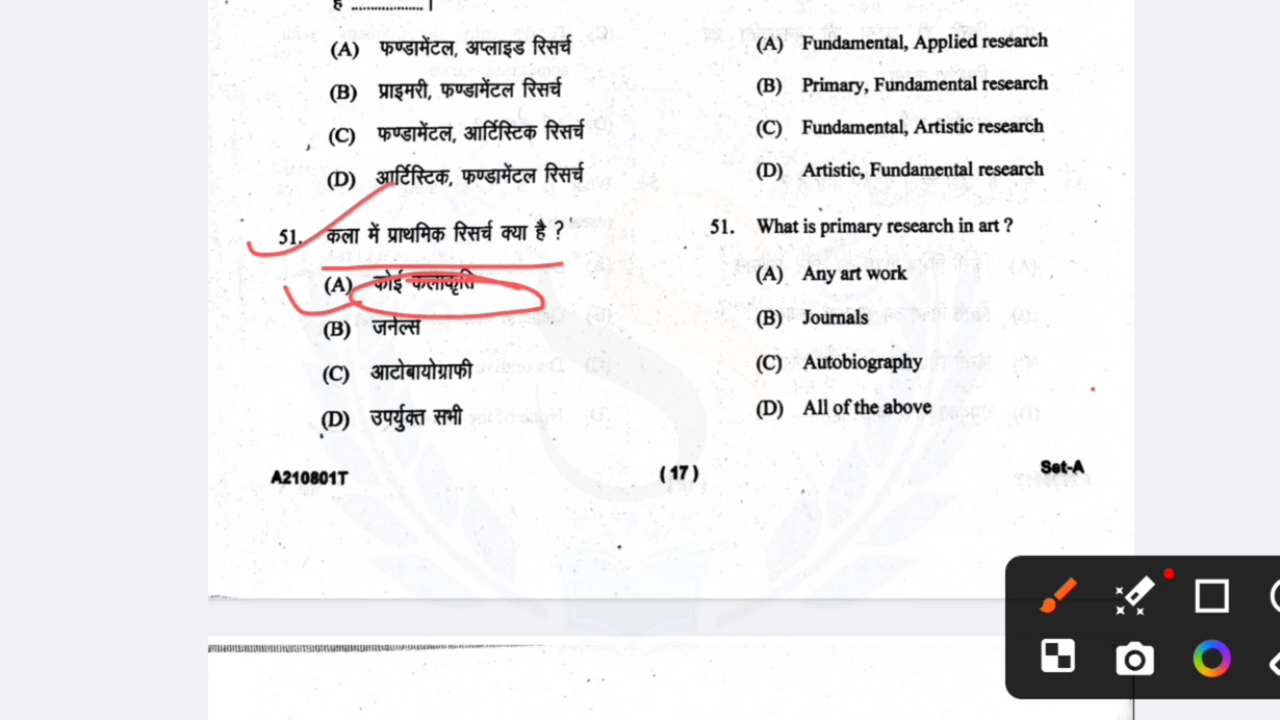 है ................... ।
(A) फण्डामेंटल, अप्लाइड रिसर्च
(B) प्राइमरी, फण्डामेंटल रिसर्च
(C) फण्डामेंटल, आर्टिस्टिक रिसर्च
(D) आर्टिस्टिक, फण्डामेंटल रिसर्च
51. कला में प्राथमिक रिसर्च क्या है ?
(A) कोई कलाकृति
(B) जर्नल्स
(C) आटोबायोग्राफी
(D) उपर्युक्त सभी
(A) Fundamental, Applied research
(B) Primary, Fundamental research
(C) Fundamental, Artistic research
(D) Artistic, Fundamental research
51. What is primary research in art ?
(A) Any art work
(B) Journals
(C) Autobiography
(D) All of the above
A210801T
( 17 )
Set-A